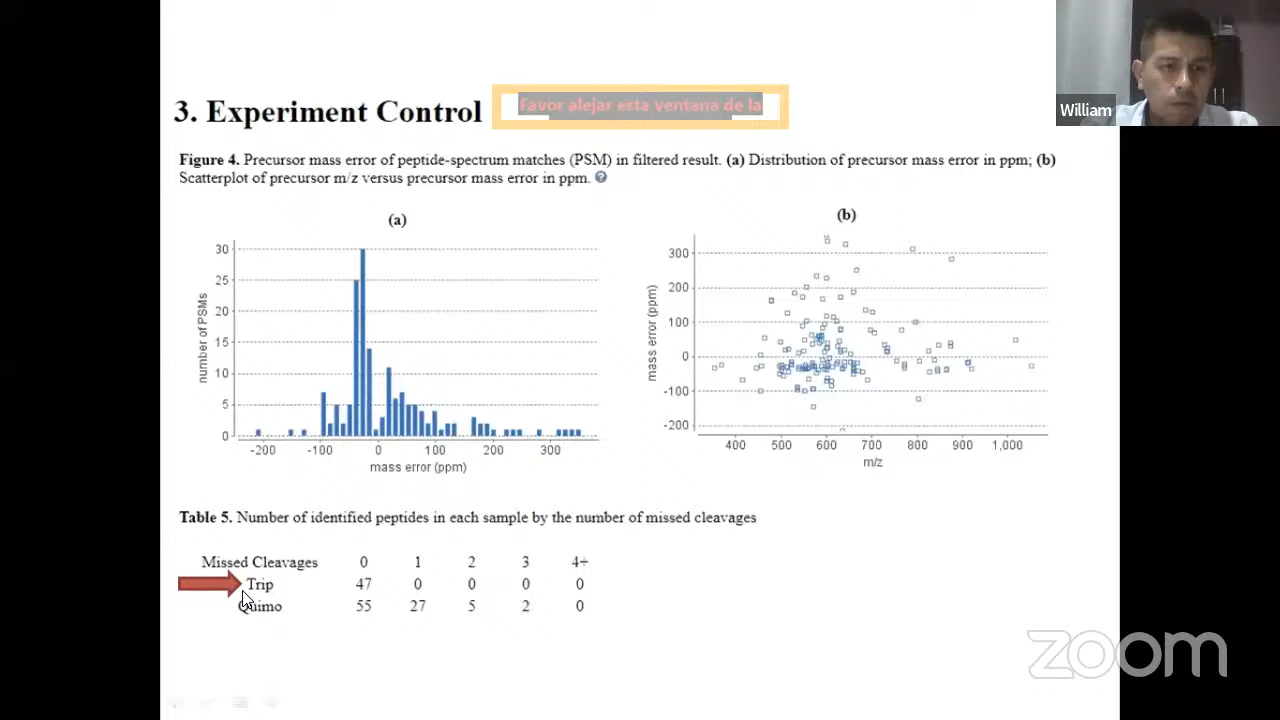 William
3. Experiment Control
Favor alejar esta ventana de la
Figure 4. Precursor mass error of peptide-spectrum matches (PSM) in filtered result. (a) Distribution of precursor mass error in ppm; (b)
Scatterplot of precursor m/z versus precursor mass error in ppm. ?
(a)
30
25
20
15
10
5
0
number of PSMs
-200 -100 0 100 200 300
mass error (ppm)
(b)
300
200
100
0
-100
-200
mass error (ppm)
400 500 600 700 800 900 1,000
m/z
Table 5. Number of identified peptides in each sample by the number of missed cleavages
Missed Cleavages 0 1 2 3 4+
Trip 47 0 0 0 0
Quimo 55 27 5 2 0
zoom